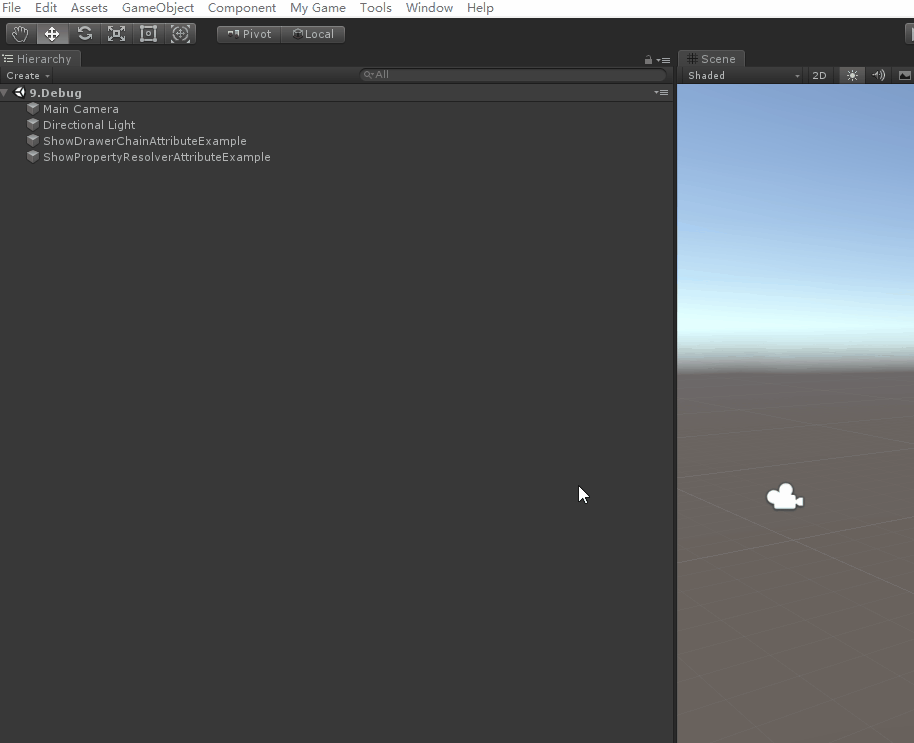 File Edit Assets GameObject Component My Game Tools Window Help
Pivot Local
Hierarchy
Create All
9.Debug
Main Camera
Directional Light
ShowDrawerChainAttributeExample
ShowPropertyResolverAttributeExample
Scene
Shaded 2D